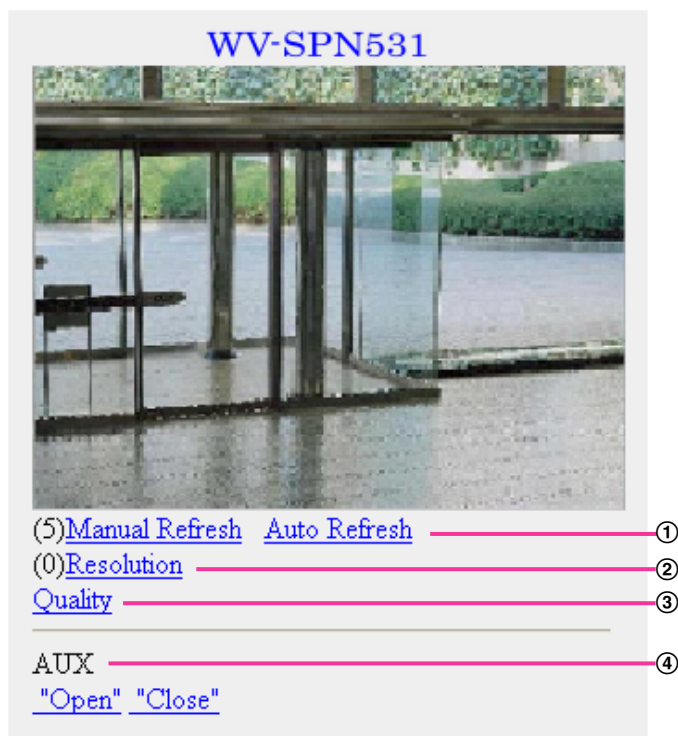 WV-SPN531
(5)Manual Refresh Auto Refresh ①
(0)Resolution ②
Quality ③
AUX ④
"Open" "Close"